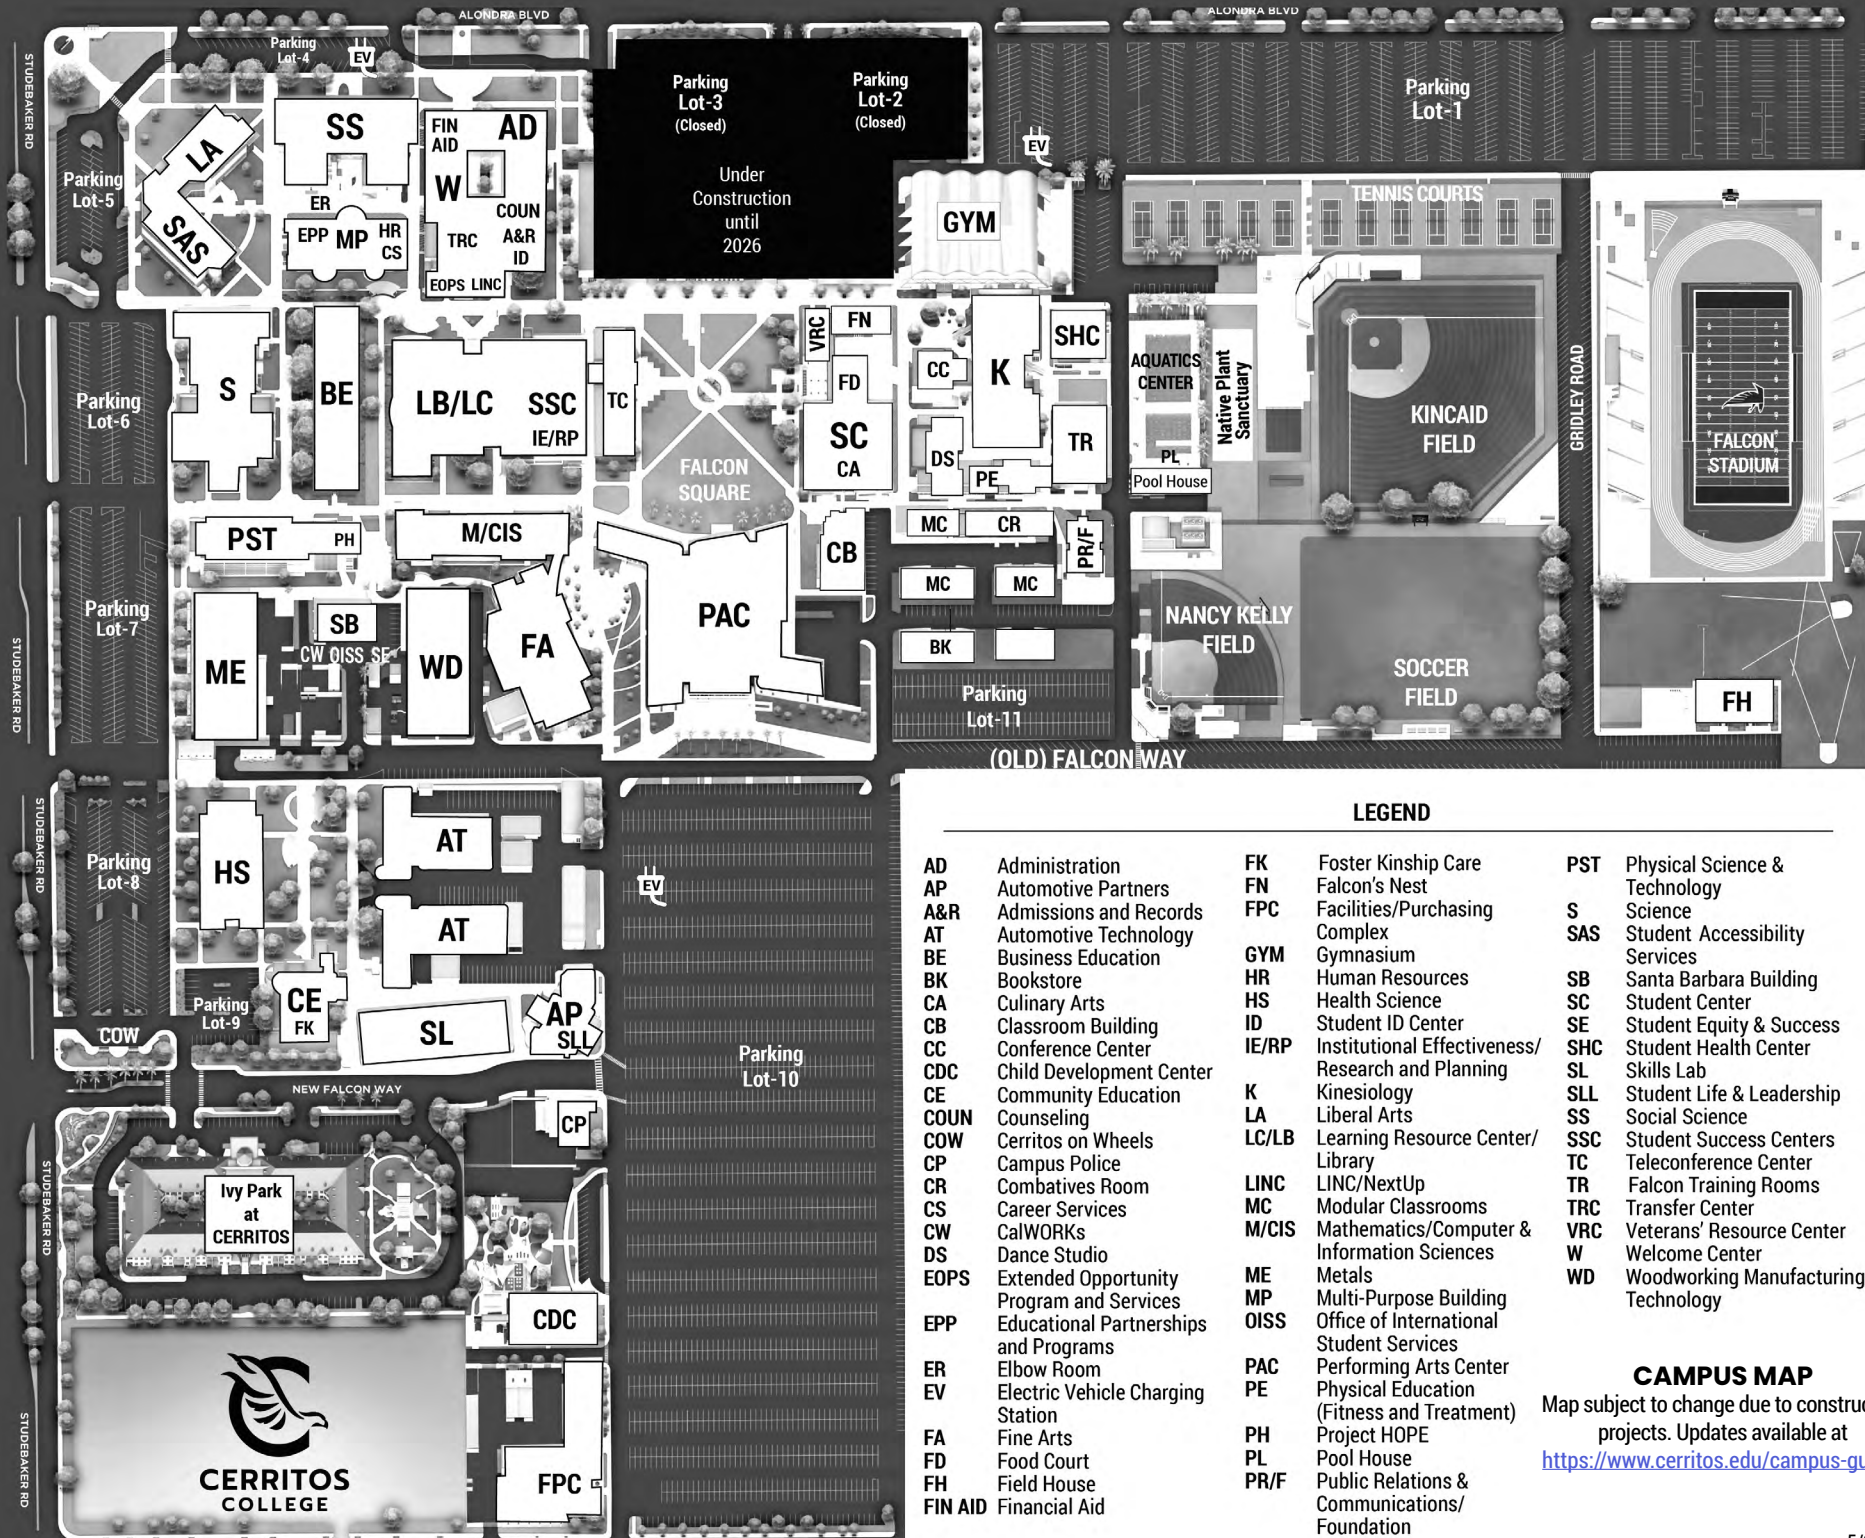 ALONDRA BLVD
ALONDRA BLVD
STUDEBAKER RD
Parking
Lot-4
EV
Parking
Lot-3
(Closed)
Parking
Lot-2
(Closed)
Under
Construction
until
2026
Parking
Lot-1
EV
Parking
Lot-5
LA
SAS
SS
ER
EPP
MP
HR
CS
FIN
AID
AD
W
COUN
TRC
A&R
ID
EOPS
LINC
GYM
TENNIS COURTS
Parking
Lot-6
S
BE
LB/LC
SSC
IE/RP
TC
FALCON
SQUARE
VRC
FN
FD
SC
CA
CC
K
SHC
DS
PE
TR
AQUATICS
CENTER
Native Plant
Sanctuary
PL
Pool House
KINCAID
FIELD
GRIDLEY ROAD
FALCON
STADIUM
Parking
Lot-7
STUDEBAKER RD
PST
PH
M/CIS
CB
MC
CR
PR/F
MC
MC
BK
ME
SB
CW OISS SE
WD
FA
PAC
Parking
Lot-11
NANCY KELLY
FIELD
SOCCER
FIELD
FH
(OLD) FALCON WAY
STUDEBAKER RD
Parking
Lot-8
HS
AT
AT
EV
Parking
Lot-9
CE
FK
SL
AP
SLL
COW
Parking
Lot-10
NEW FALCON WAY
CP
STUDEBAKER RD
Ivy Park
at
CERRITOS
CDC
FPC
STUDEBAKER RD
CERRITOS
COLLEGE
LEGEND
AD Administration
AP Automotive Partners
A&R Admissions and Records
AT Automotive Technology
BE Business Education
BK Bookstore
CA Culinary Arts
CB Classroom Building
CC Conference Center
CDC Child Development Center
CE Community Education
COUN Counseling
COW Cerritos on Wheels
CP Campus Police
CR Combatives Room
CS Career Services
CW CalWORKs
DS Dance Studio
EOPS Extended Opportunity
Program and Services
EPP Educational Partnerships
and Programs
ER Elbow Room
EV Electric Vehicle Charging
Station
FA Fine Arts
FD Food Court
FH Field House
FIN AID Financial Aid
FK Foster Kinship Care
FN Falcon's Nest
FPC Facilities/Purchasing
Complex
GYM Gymnasium
HR Human Resources
HS Health Science
ID Student ID Center
IE/RP Institutional Effectiveness/
Research and Planning
K Kinesiology
LA Liberal Arts
LC/LB Learning Resource Center/
Library
LINC LINC/NextUp
MC Modular Classrooms
M/CIS Mathematics/Computer &
Information Sciences
ME Metals
MP Multi-Purpose Building
OISS Office of International
Student Services
PAC Performing Arts Center
PE Physical Education
(Fitness and Treatment)
PH Project HOPE
PL Pool House
PR/F Public Relations &
Communications/
Foundation
PST Physical Science &
Technology
S Science
SAS Student Accessibility
Services
SB Santa Barbara Building
SC Student Center
SE Student Equity & Success
SHC Student Health Center
SL Skills Lab
SLL Student Life & Leadership
SS Social Science
SSC Student Success Centers
TC Teleconference Center
TR Falcon Training Rooms
TRC Transfer Center
VRC Veterans' Resource Center
W Welcome Center
WD Woodworking Manufacturing
Technology
CAMPUS MAP
Map subject to change due to
projects. Updates available at